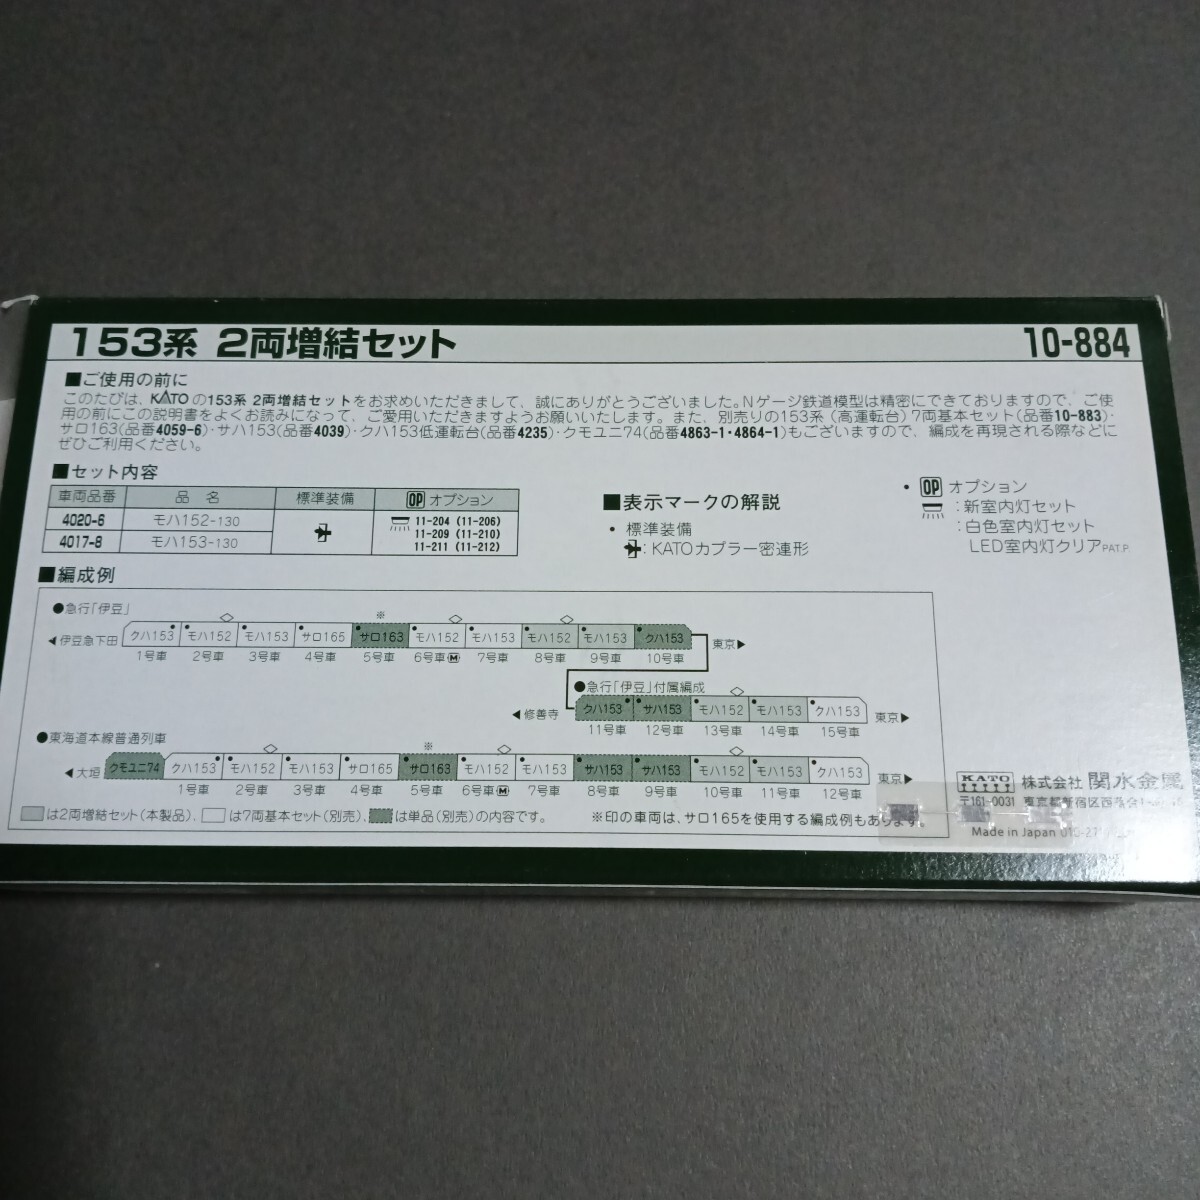 153系 2両増結セット 10-884
■ご使用の前に
このたびは、KATOの153系 2両増結セットをお求めいただきまして、誠にありがとうございました。Nゲージ鉄道模型は精密にできておりますので、ご使
用の前にこの説明書をよくお読みになって、ご愛用いただきますようお願いいたします。また、別売りの153系(高運転台)7両基本セット(品番10-883)・
サロ163(品番4059-6)・サハ153(品番4039)・クハ153低運転台(品番4235)・クモユニ74(品番4863-1・4864-1)もございますので、編成を再現される際などに
ぜひご利用ください。
■セット内容
車両品番 品 名 標準装備 OP オプション
4020-6 モハ152-130
4017-8 モハ153-130
11-204 (11-206)
11-209 (11-210)
11-211 (11-212)
■表示マークの解説
• 標準装備
：KATOカプラー密連形
• OP オプション
：新室内灯セット
：白色室内灯セット
LED室内灯クリア PAT.P.
■編成例
●急行「伊豆」
※
◀伊豆急下田 クハ153 モハ152 モハ153 サロ165 サロ163 モハ152 モハ153 モハ152 モハ153 クハ153 東京▶
1号車 2号車 3号車 4号車 5号車 6号車M 7号車 8号車 9号車 10号車
●急行「伊豆」付属編成
◀修善寺 クハ153 サハ153 モハ152 モハ153 クハ153 東京▶
11号車 12号車 13号車 14号車 15号車
●東海道本線普通列車
※
◀大垣 クモユニ74 クハ153 モハ152 モハ153 サロ165 サロ163 モハ152 モハ153 サハ153 サハ153 モハ152 モハ153 クハ153 東京▶
1号車 2号車 3号車 4号車 5号車 6号車M 7号車 8号車 9号車 10号車 11号車 12号車
は2両増結セット(本製品)、は7両基本セット(別売)、は単品(別売)の内容です。 ※印の車両は、サロ165を使用する編成例もあります。
KATO 株式会社 関水金属
〒161-0031 東京都新宿区西落合
Made in Japan